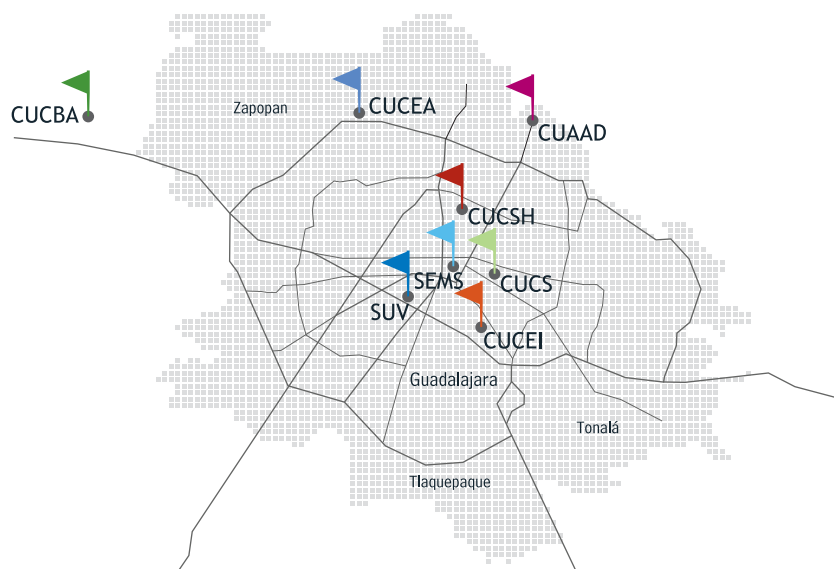 CUCBA
Zapopan
CUCEA
CUAAD
CUCSH
SEMS
CUCS
SUV
CUCEI
Guadalajara
Tonalá
Tlaquepaque